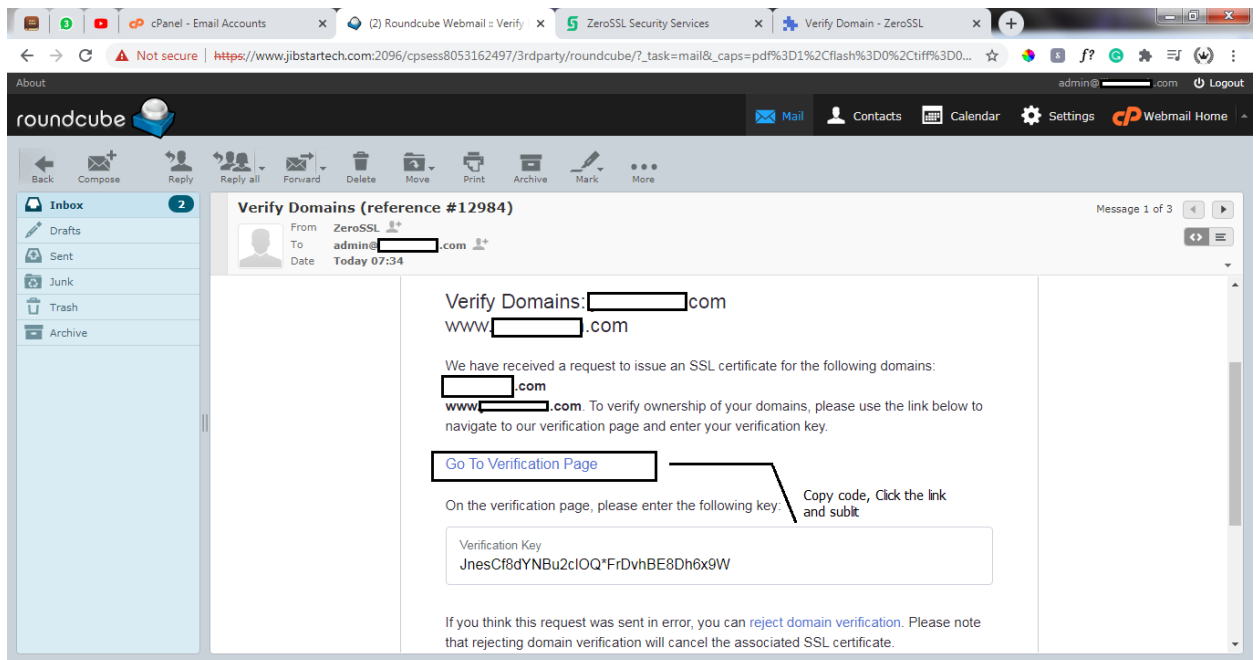 3
cPanel - Email Accounts
(2) Roundcube Webmail :: Verify
ZeroSSL Security Services
Verify Domain - ZeroSSL
Not secure | https://www.jibstartech.com:2096/cpsess8053162497/3rdparty/roundcube/?_task=mail&_caps=pdf%3D1%2Cflash%3D0%2Ctiff%3D0...
About
admin@ .com Logout
roundcube
Mail Contacts Calendar Settings cP Webmail Home
Back Compose Reply Reply all Forward Delete Move Print Archive Mark More
Inbox 2
Drafts
Sent
Junk
Trash
Archive
Verify Domains (reference #12984)
Message 1 of 3
From ZeroSSL
To admin@ .com
Date Today 07:34
Verify Domains: com
www. .com
We have received a request to issue an SSL certificate for the following domains:
.com
www. .com. To verify ownership of your domains, please use the link below to
navigate to our verification page and enter your verification key.
Go To Verification Page
Copy code, Click the link
and sublit
On the verification page, please enter the following key:
Verification Key
JnesCf8dYNBu2cIOQ*FrDvhBE8Dh6x9W
If you think this request was sent in error, you can reject domain verification. Please note
that rejecting domain verification will cancel the associated SSL certificate.